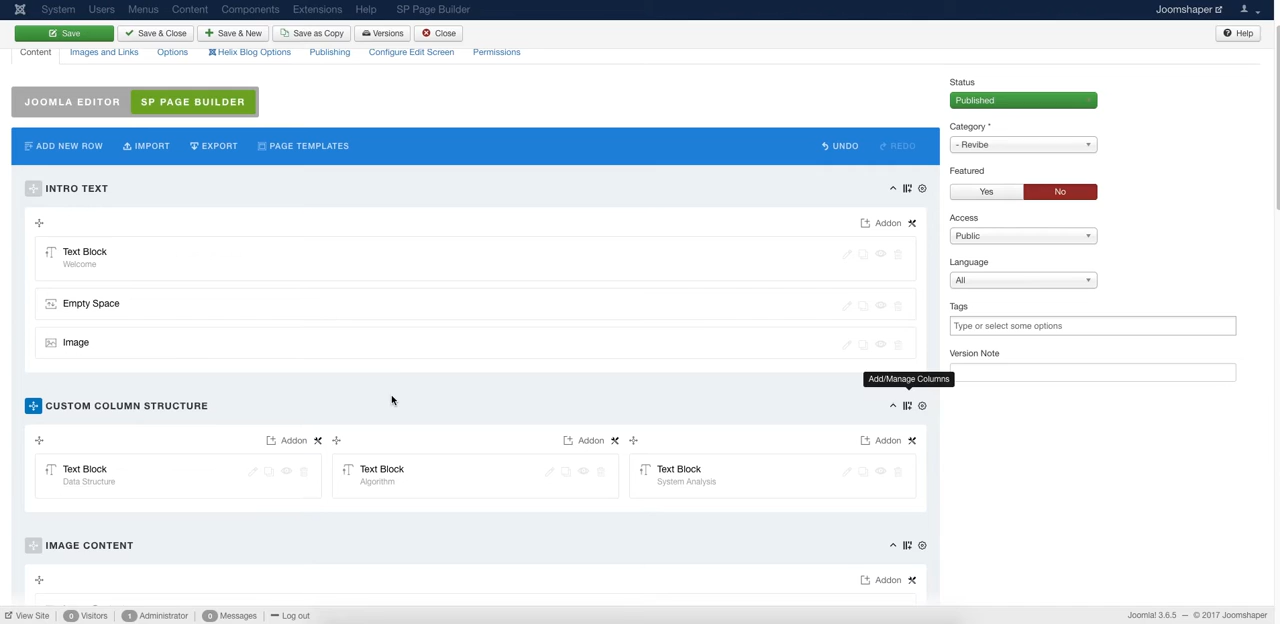 System Users Menus Content Components Extensions Help SP Page Builder Joomshaper
Save Save & Close Save & New Save as Copy Versions Close Help
Content Images and Links Options Helix Blog Options Publishing Configure Edit Screen Permissions
JOOMLA EDITOR SP PAGE BUILDER
ADD NEW ROW IMPORT EXPORT PAGE TEMPLATES UNDO REDO
INTRO TEXT
Addon
Text Block
Welcome
Empty Space
Image
Add/Manage Columns
CUSTOM COLUMN STRUCTURE
Addon Addon Addon
Text Block Text Block Text Block
Data Structure Algorithm System Analysis
IMAGE CONTENT
Addon
Status
Published
Category *
- Revibe
Featured
Yes No
Access
Public
Language
All
Tags
Type or select some options
Version Note
View Site 0 Visitors 1 Administrator 0 Messages Log out Joomla! 3.6.5 — © 2017 Joomshaper